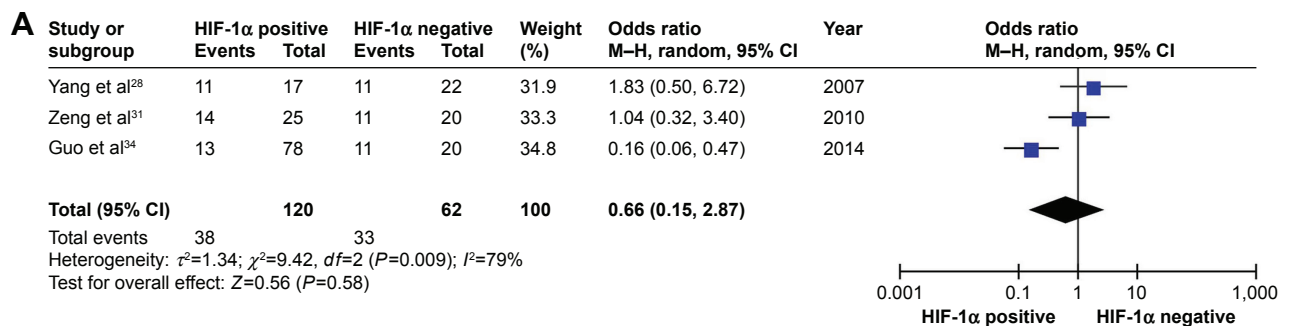 A
Study or subgroup HIF-1α positive HIF-1α negative Weight (%) Odds ratio M–H, random, 95% CI Year Odds ratio M–H, random, 95% CI
Events Total Events Total
Yang et al²⁸ 11 17 11 22 31.9 1.83 (0.50, 6.72) 2007
Zeng et al³¹ 14 25 11 20 33.3 1.04 (0.32, 3.40) 2010
Guo et al³⁴ 13 78 11 20 34.8 0.16 (0.06, 0.47) 2014
Total (95% CI) 120 62 100 0.66 (0.15, 2.87)
Total events 38 33
Heterogeneity: τ²=1.34; χ²=9.42, df=2 (P=0.009); I²=79%
Test for overall effect: Z=0.56 (P=0.58)
0.001 0.1 1 10 1,000
HIF-1α positive HIF-1α negative